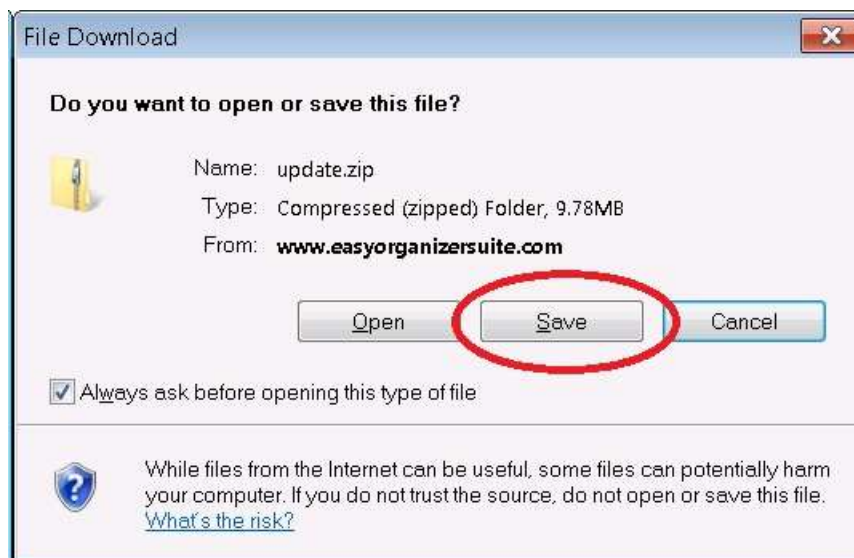 File Download
Do you want to open or save this file?
Name: update.zip
Type: Compressed (zipped) Folder, 9.78MB
From: www.easyorganizersuite.com
Open Save Cancel
Always ask before opening this type of file
While files from the Internet can be useful, some files can potentially harm
your computer. If you do not trust the source, do not open or save this file.
What's the risk?